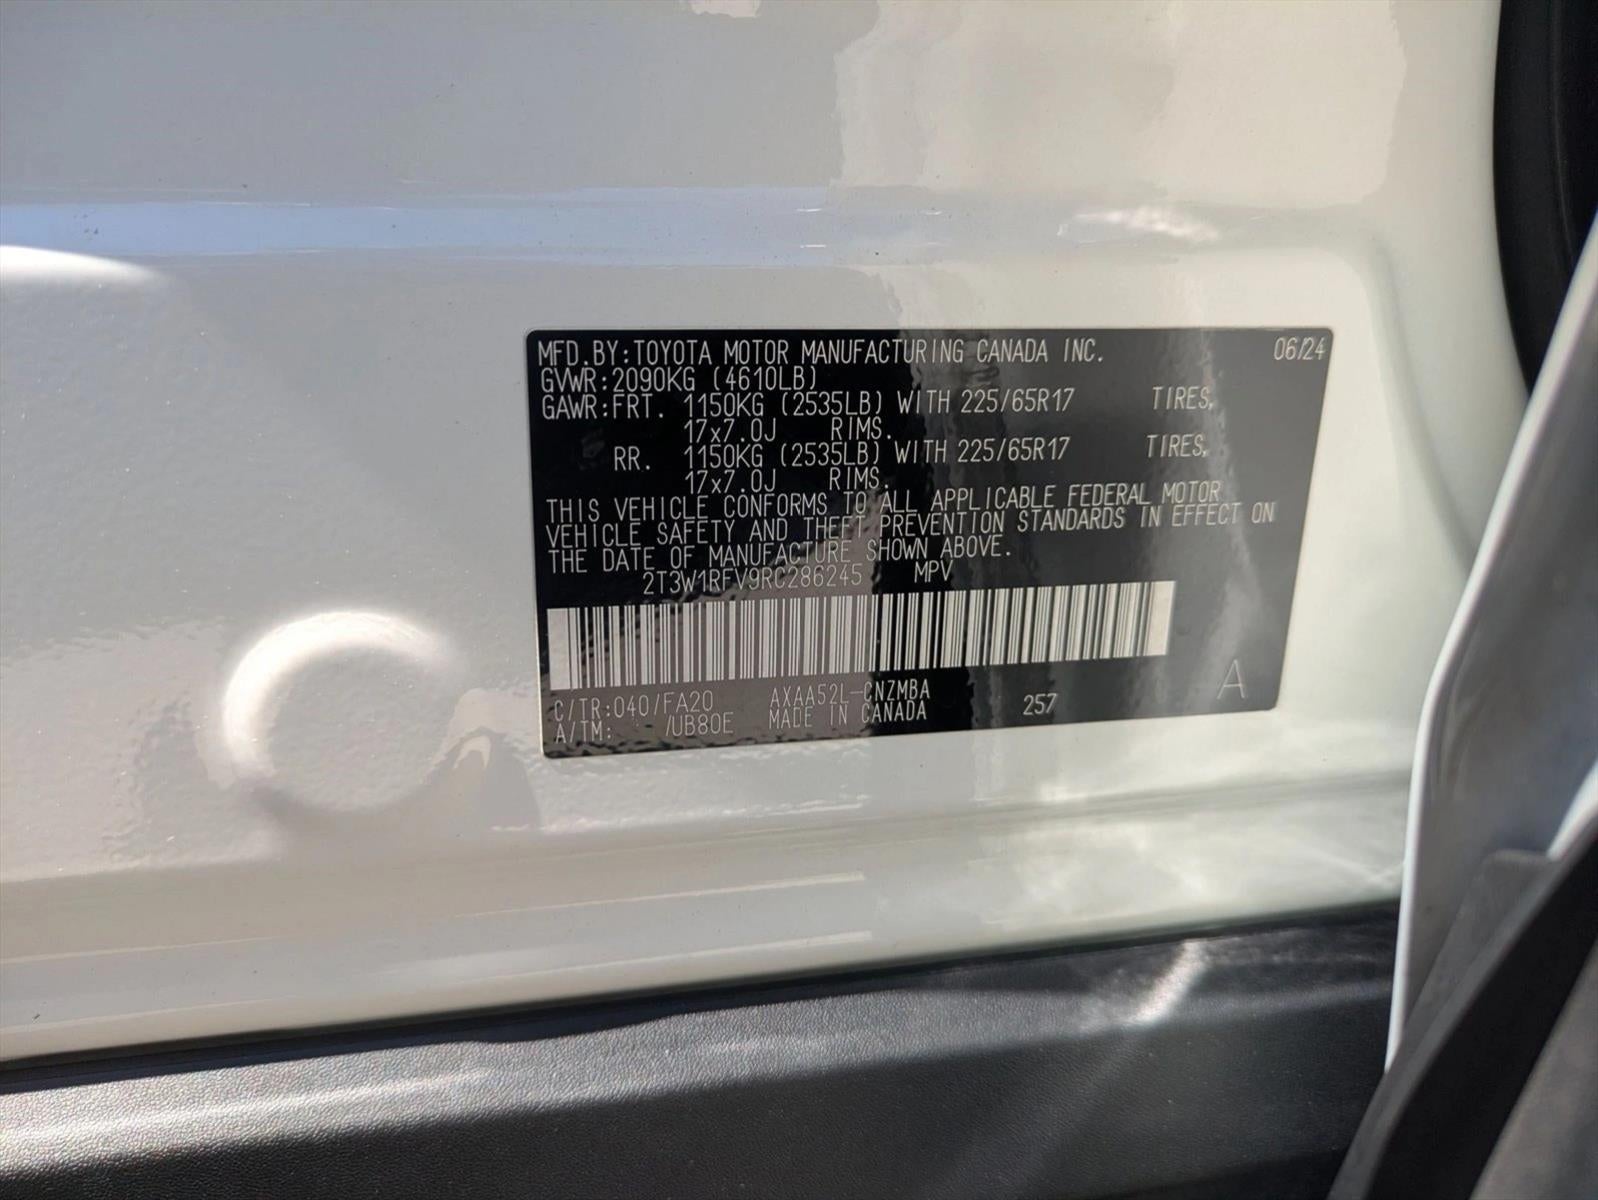 MFD.BY:TOYOTA MOTOR MANUFACTURING CANADA INC. 06/24
GVWR:2090KG (4610LB)
GAWR:FRT. 1150KG (2535LB) WITH 225/65R17 TIRES,
17x7.0J RIMS.
RR. 1150KG (2535LB) WITH 225/65R17 TIRES,
17x7.0J RIMS.
THIS VEHICLE CONFORMS TO ALL APPLICABLE FEDERAL MOTOR
VEHICLE SAFETY AND THEFT PREVENTION STANDARDS IN EFFECT ON
THE DATE OF MANUFACTURE SHOWN ABOVE.
2T3W1RFV9RC286245 MPV
C/TR:040/FA20 AXAA52L-CNZMBA 257 A
A/TM: /UB80E MADE IN CANADA